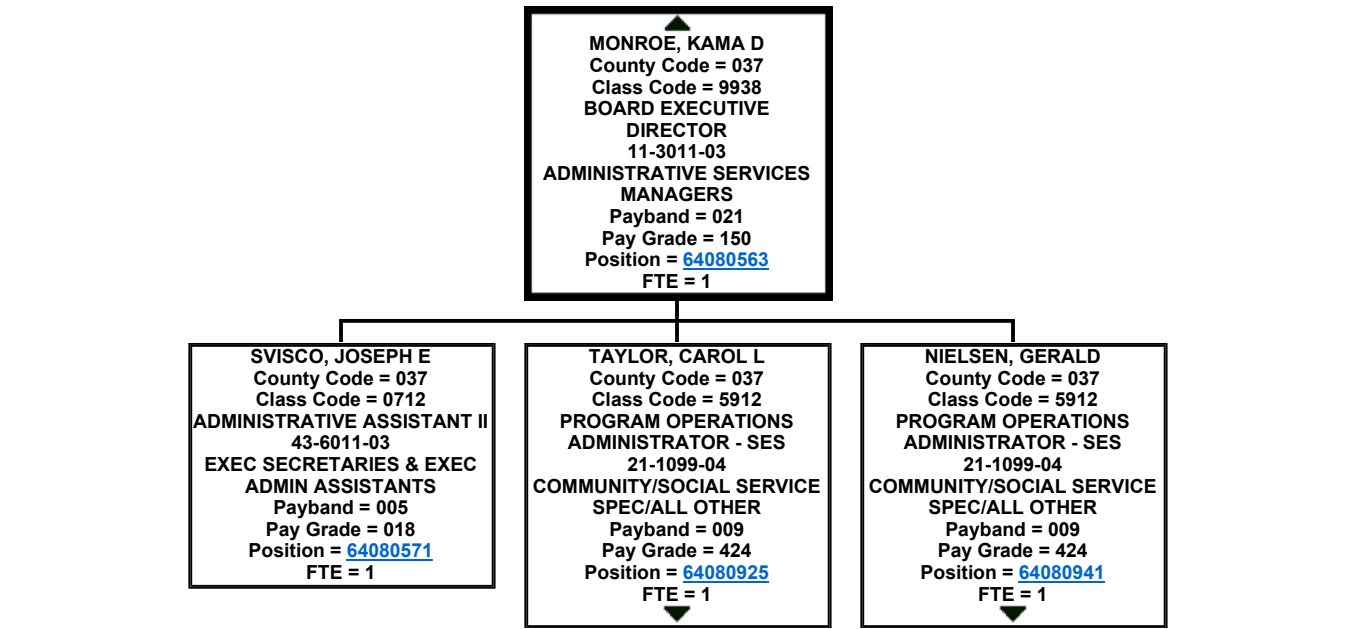 MONROE, KAMA D
County Code = 037
Class Code = 9938
BOARD EXECUTIVE
DIRECTOR
11-3011-03
ADMINISTRATIVE SERVICES
MANAGERS
Payband = 021
Pay Grade = 150
Position = 64080563
FTE = 1
SVISCO, JOSEPH E
County Code = 037
Class Code = 0712
ADMINISTRATIVE ASSISTANT II
43-6011-03
EXEC SECRETARIES & EXEC
ADMIN ASSISTANTS
Payband = 005
Pay Grade = 018
Position = 64080571
FTE = 1
TAYLOR, CAROL L
County Code = 037
Class Code = 5912
PROGRAM OPERATIONS
ADMINISTRATOR - SES
21-1099-04
COMMUNITY/SOCIAL SERVICE
SPEC/ALL OTHER
Payband = 009
Pay Grade = 424
Position = 64080925
FTE = 1
NIELSEN, GERALD
County Code = 037
Class Code = 5912
PROGRAM OPERATIONS
ADMINISTRATOR - SES
21-1099-04
COMMUNITY/SOCIAL SERVICE
SPEC/ALL OTHER
Payband = 009
Pay Grade = 424
Position = 64080941
FTE = 1